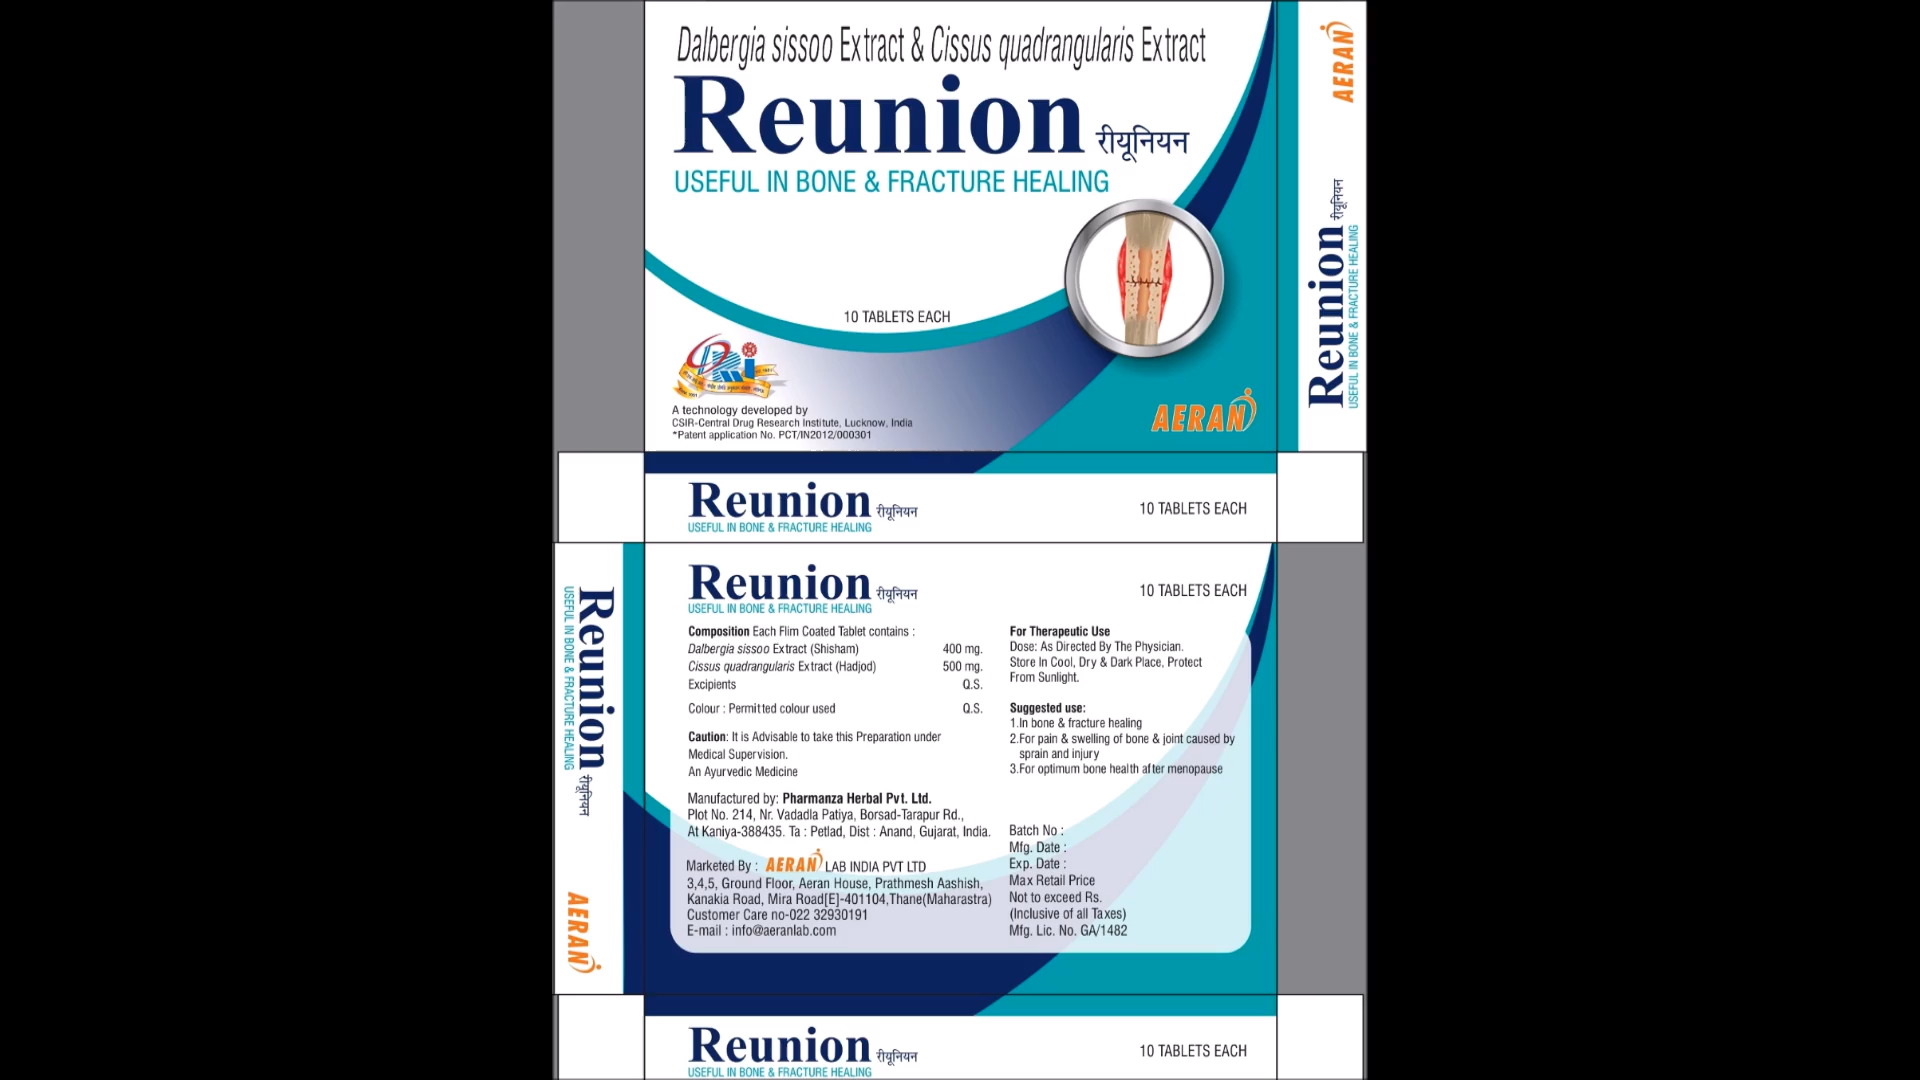 Dalbergia sissoo Extract & Cissus quadrangularis Extract
Reunion रीयूनियन
USEFUL IN BONE & FRACTURE HEALING
10 TABLETS EACH
A technology developed by
CSIR-Central Drug Research Institute, Lucknow, India
*Patent application No. PCT/IN2012/000301
AERAN
AERAN
Reunion रीयूनियन
USEFUL IN BONE & FRACTURE HEALING
Reunion रीयूनियन
USEFUL IN BONE & FRACTURE HEALING
10 TABLETS EACH
Reunion रीयूनियन
USEFUL IN BONE & FRACTURE HEALING
AERAN
Reunion रीयूनियन
USEFUL IN BONE & FRACTURE HEALING
10 TABLETS EACH
Composition Each Flim Coated Tablet contains :
Dalbergia sissoo Extract (Shisham) 400 mg.
Cissus quadrangularis Extract (Hadjod) 500 mg.
Excipients Q.S.
Colour : Permitted colour used Q.S.
Caution: It is Advisable to take this Preparation under
Medical Supervision.
An Ayurvedic Medicine
Manufactured by: Pharmanza Herbal Pvt. Ltd.
Plot No. 214, Nr. Vadadla Patiya, Borsad-Tarapur Rd.,
At Kaniya-388435. Ta : Petlad, Dist : Anand, Gujarat, India.
Marketed By : AERAN LAB INDIA PVT LTD
3,4,5, Ground Floor, Aeran House, Prathmesh Aashish,
Kanakia Road, Mira Road[E]-401104,Thane(Maharastra)
Customer Care no-022 32930191
E-mail : info@aeranlab.com
For Therapeutic Use
Dose: As Directed By The Physician.
Store In Cool, Dry & Dark Place, Protect
From Sunlight.
Suggested use:
1.In bone & fracture healing
2.For pain & swelling of bone & joint caused by
sprain and injury
3.For optimum bone health after menopause
Batch No :
Mfg. Date :
Exp. Date :
Max Retail Price
Not to exceed Rs.
(Inclusive of all Taxes)
Mfg. Lic. No. GA/1482
Reunion रीयूनियन
USEFUL IN BONE & FRACTURE HEALING
10 TABLETS EACH